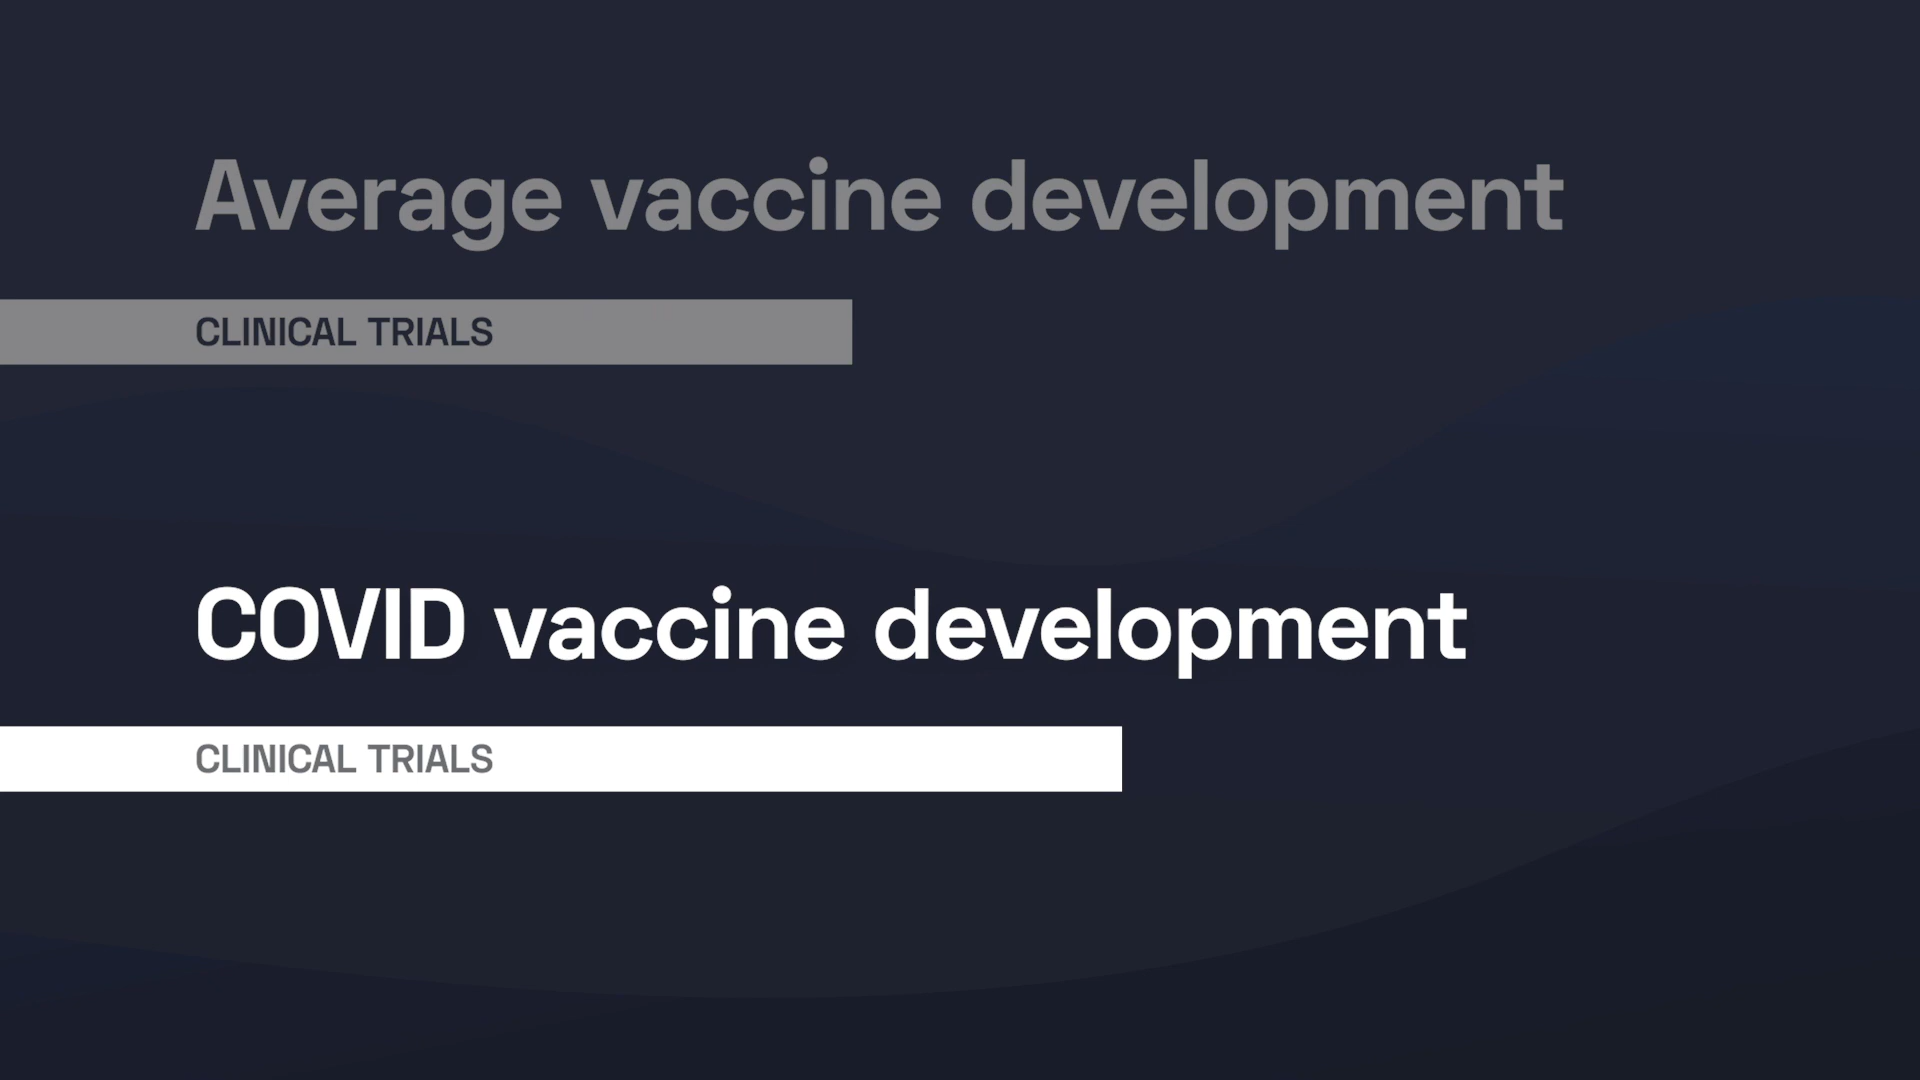 Average vaccine development
CLINICAL TRIALS
COVID vaccine development
CLINICAL TRIALS